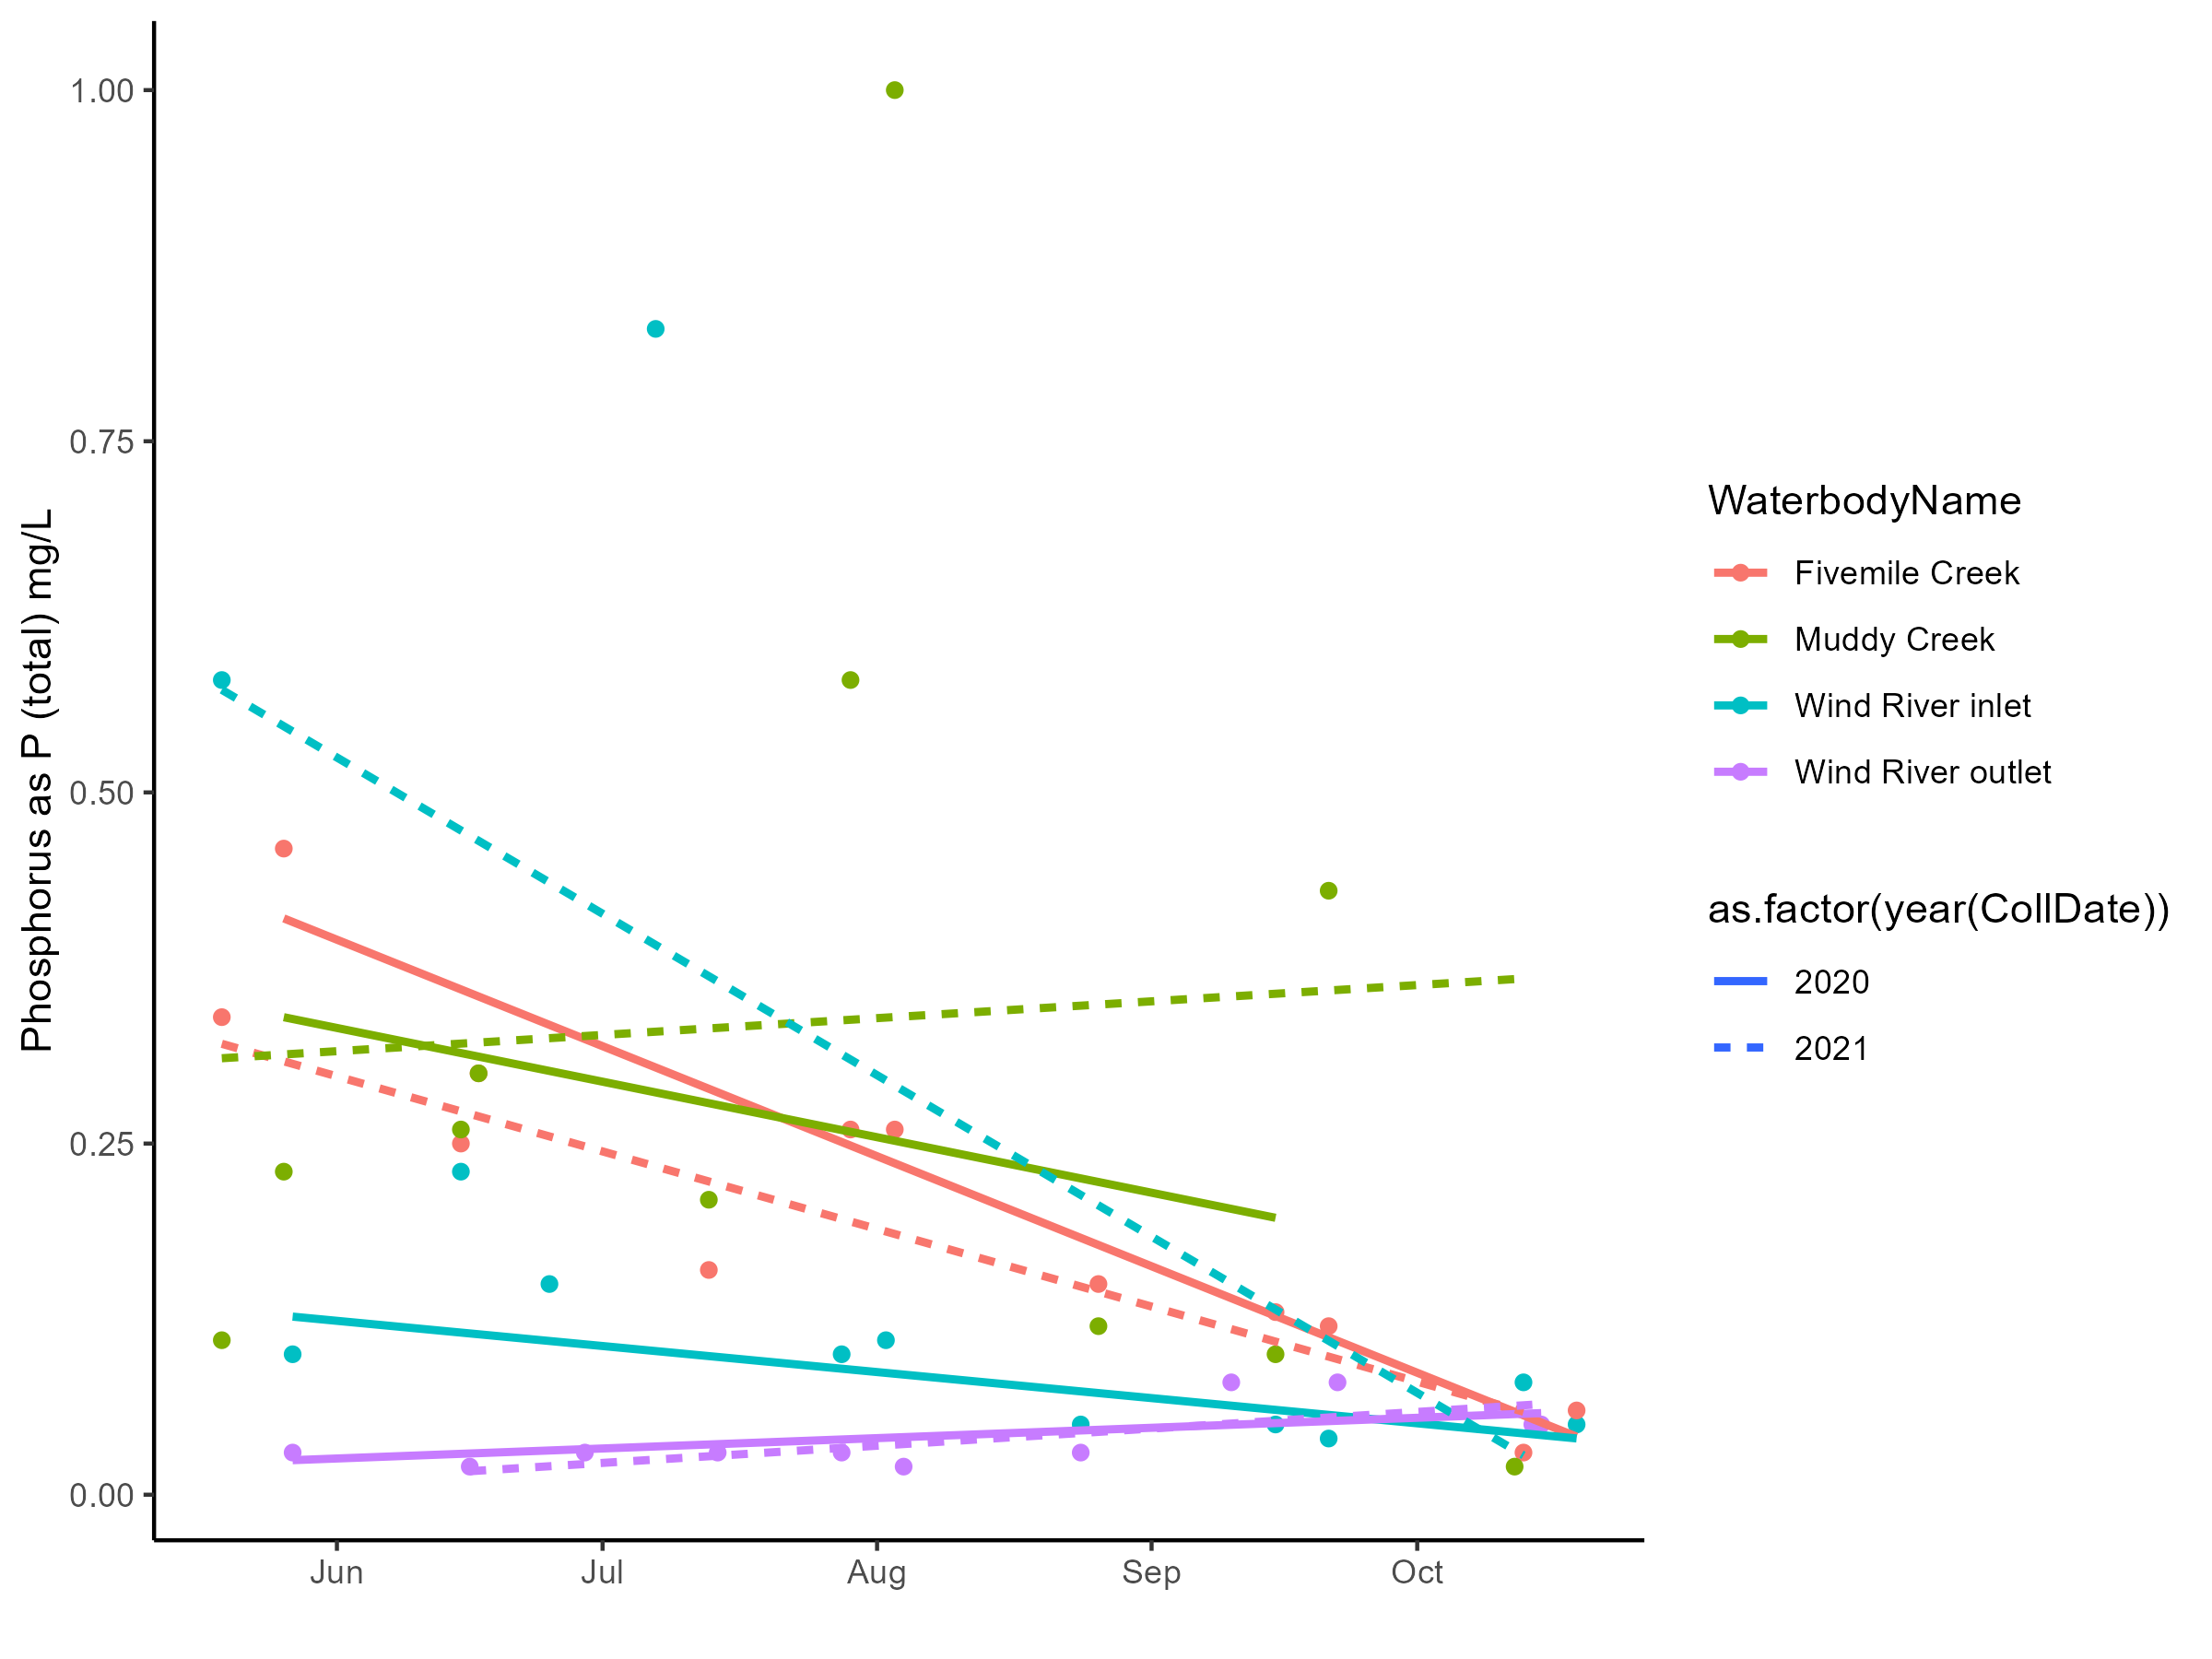 Phosphorus as P (total) mg/L
1.00
0.75
0.50
0.25
0.00
Jun
Jul
Aug
Sep
Oct
WaterbodyName
Fivemile Creek
Muddy Creek
Wind River inlet
Wind River outlet
as.factor(year(CollDate))
2020
2021